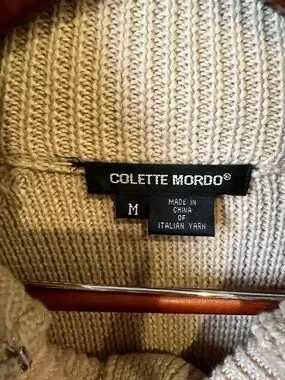 COLETTE MORDO®
M
MADE IN
CHINA
OF
ITALIAN YARN